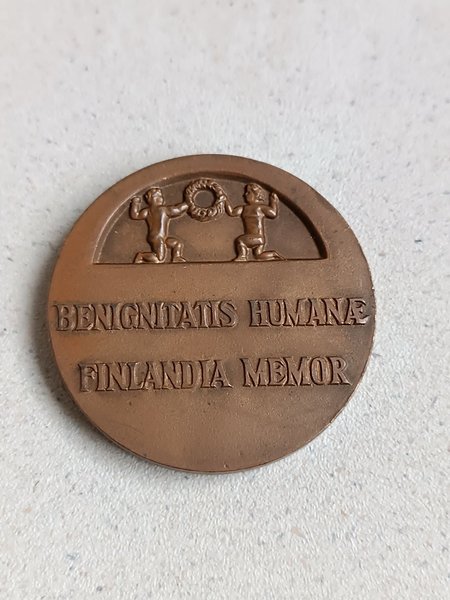 BENIGNITATIS HUMANÆ
FINLANDIA MEMOR